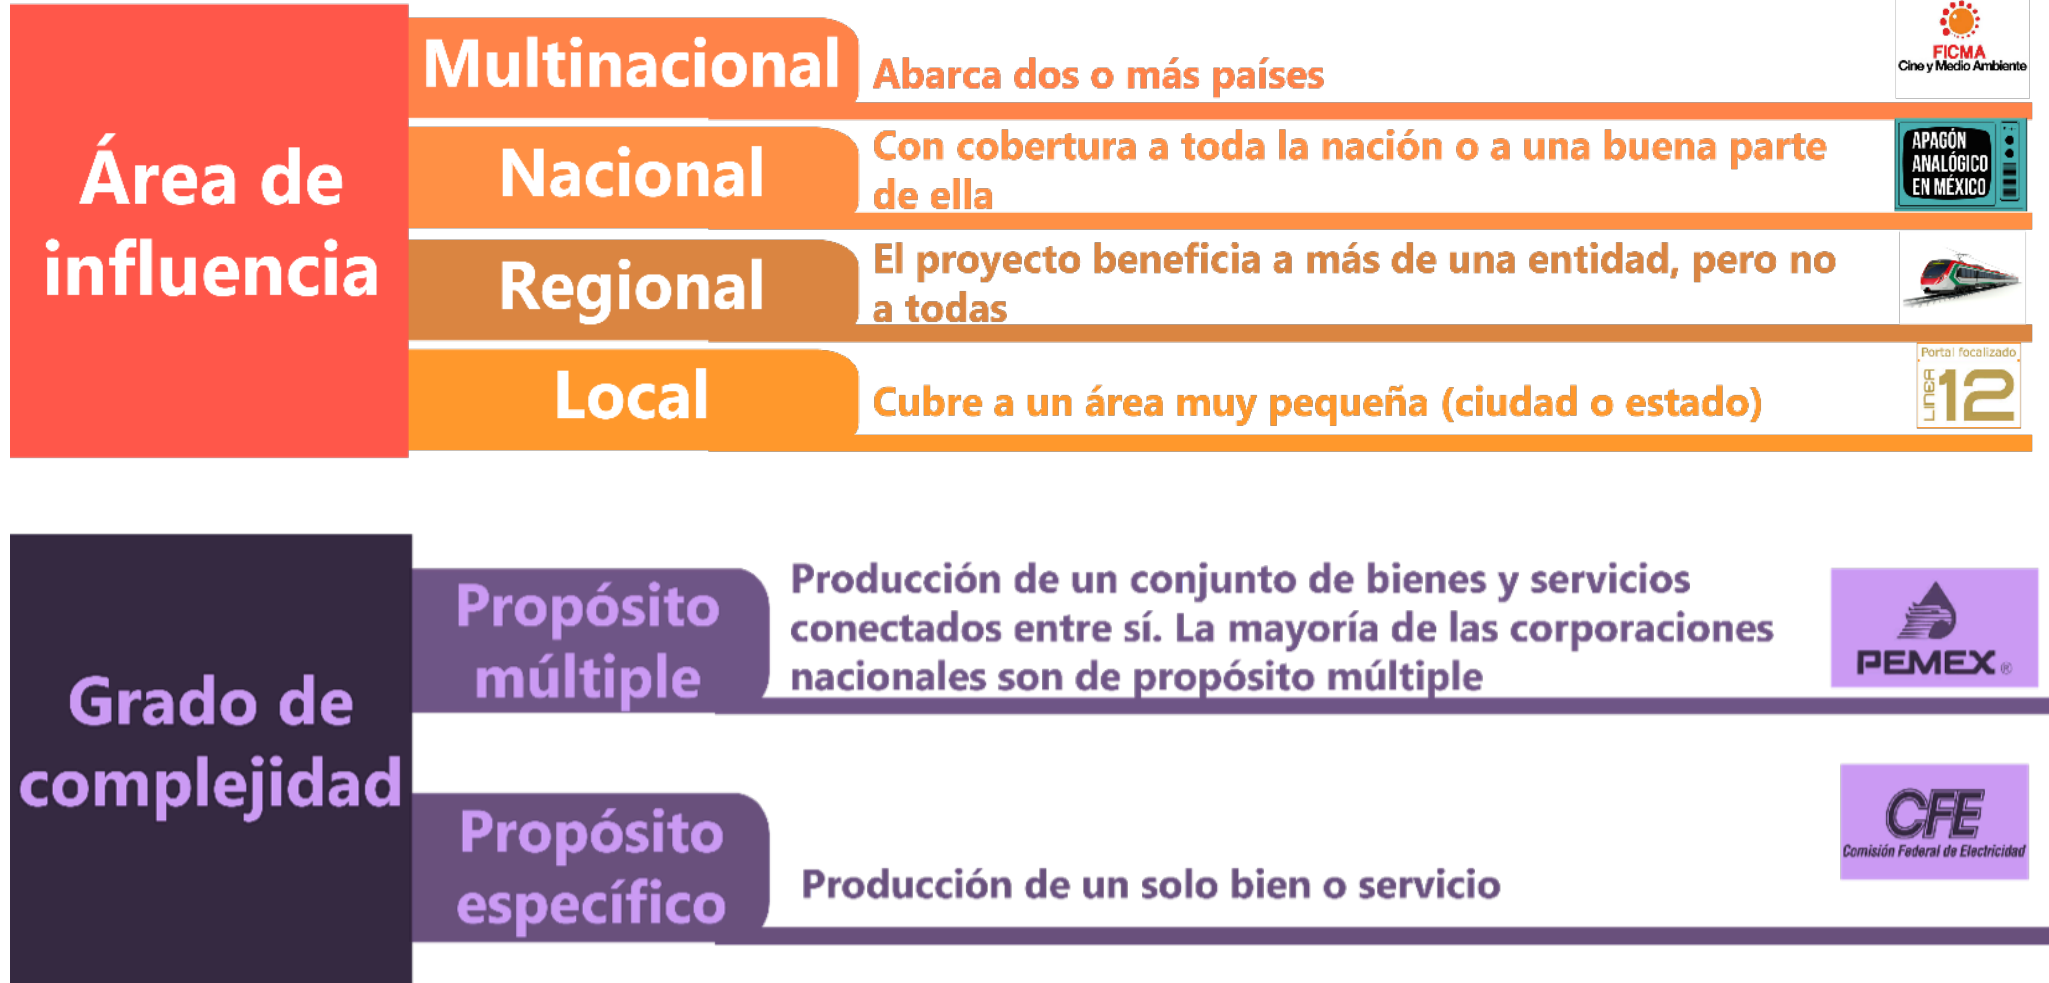 Área de
influencia
Multinacional
Abarca dos o más países
FICMA
Cine y Medio Ambiente
Nacional
Con cobertura a toda la nación o a una buena parte
de ella
APAGÓN
ANALÓGICO
EN MÉXICO
Regional
El proyecto beneficia a más de una entidad, pero no
a todas
Local
Cubre a un área muy pequeña (ciudad o estado)
Portal focalizado
LINEA
12
Grado de
complejidad
Propósito
múltiple
Producción de un conjunto de bienes y servicios
conectados entre sí. La mayoría de las corporaciones
nacionales son de propósito múltiple
PEMEX®
Propósito
específico
Producción de un solo bien o servicio
CFE
Comisión Federal de Electricidad